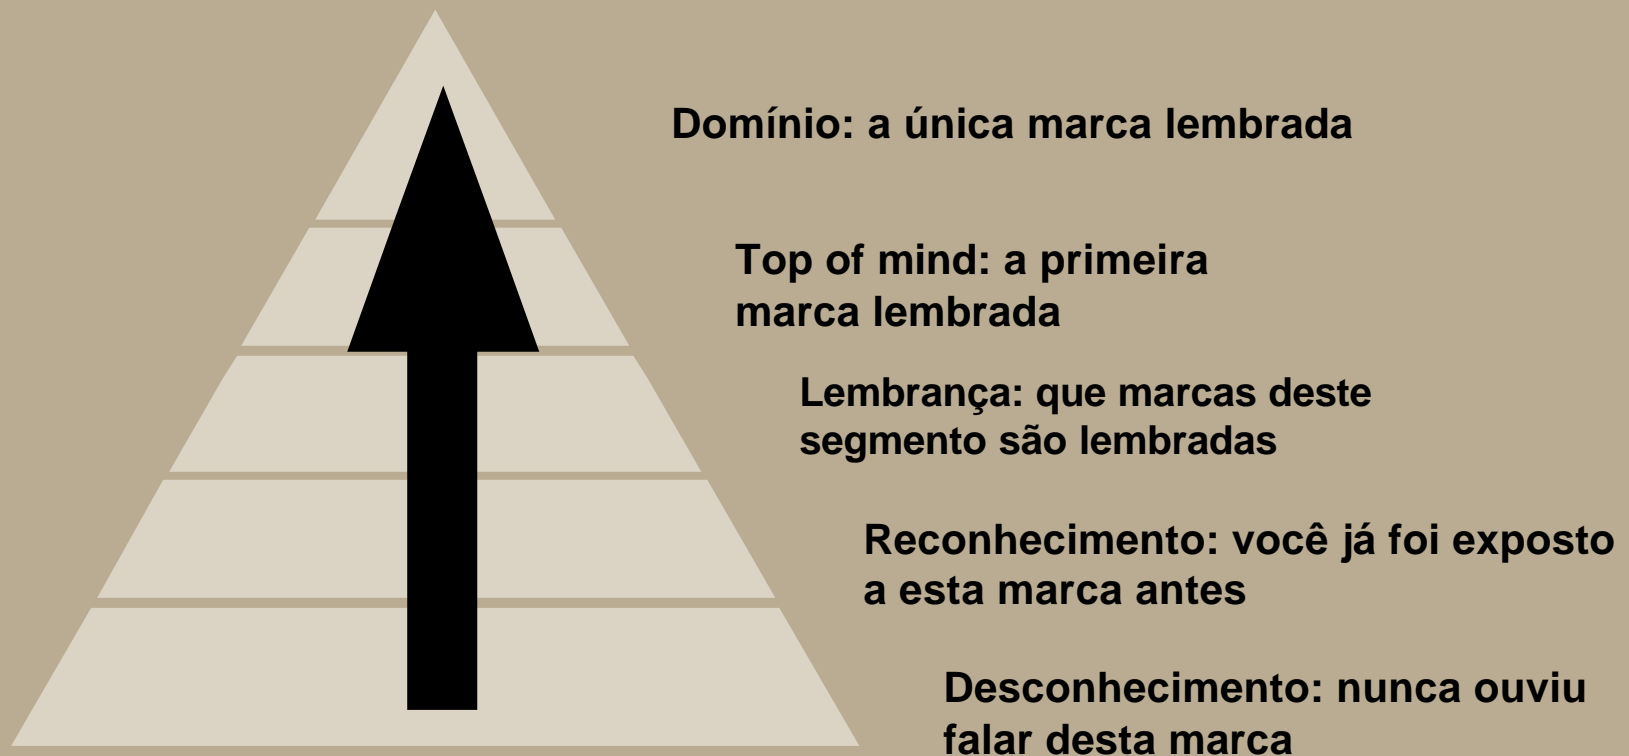 Domínio: a única marca lembrada
Top of mind: a primeira
marca lembrada
Lembrança: que marcas deste
segmento são lembradas
Reconhecimento: você já foi exposto
a esta marca antes
Desconhecimento: nunca ouviu
falar desta marca